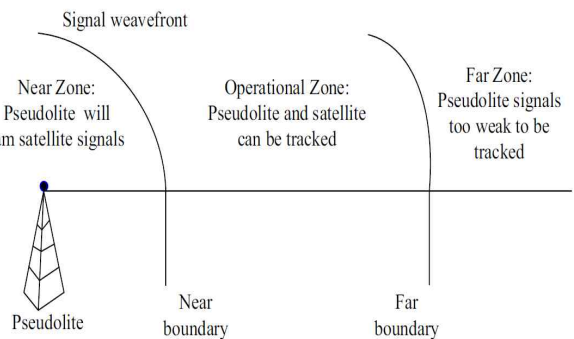 Signal weavefront
Near Zone:
Pseudolite will
satellite signals
Operational Zone:
Pseudolite and satellite
can be tracked
Far Zone:
Pseudolite signals
too weak to be
tracked
Pseudolite
Near
boundary
Far
boundary